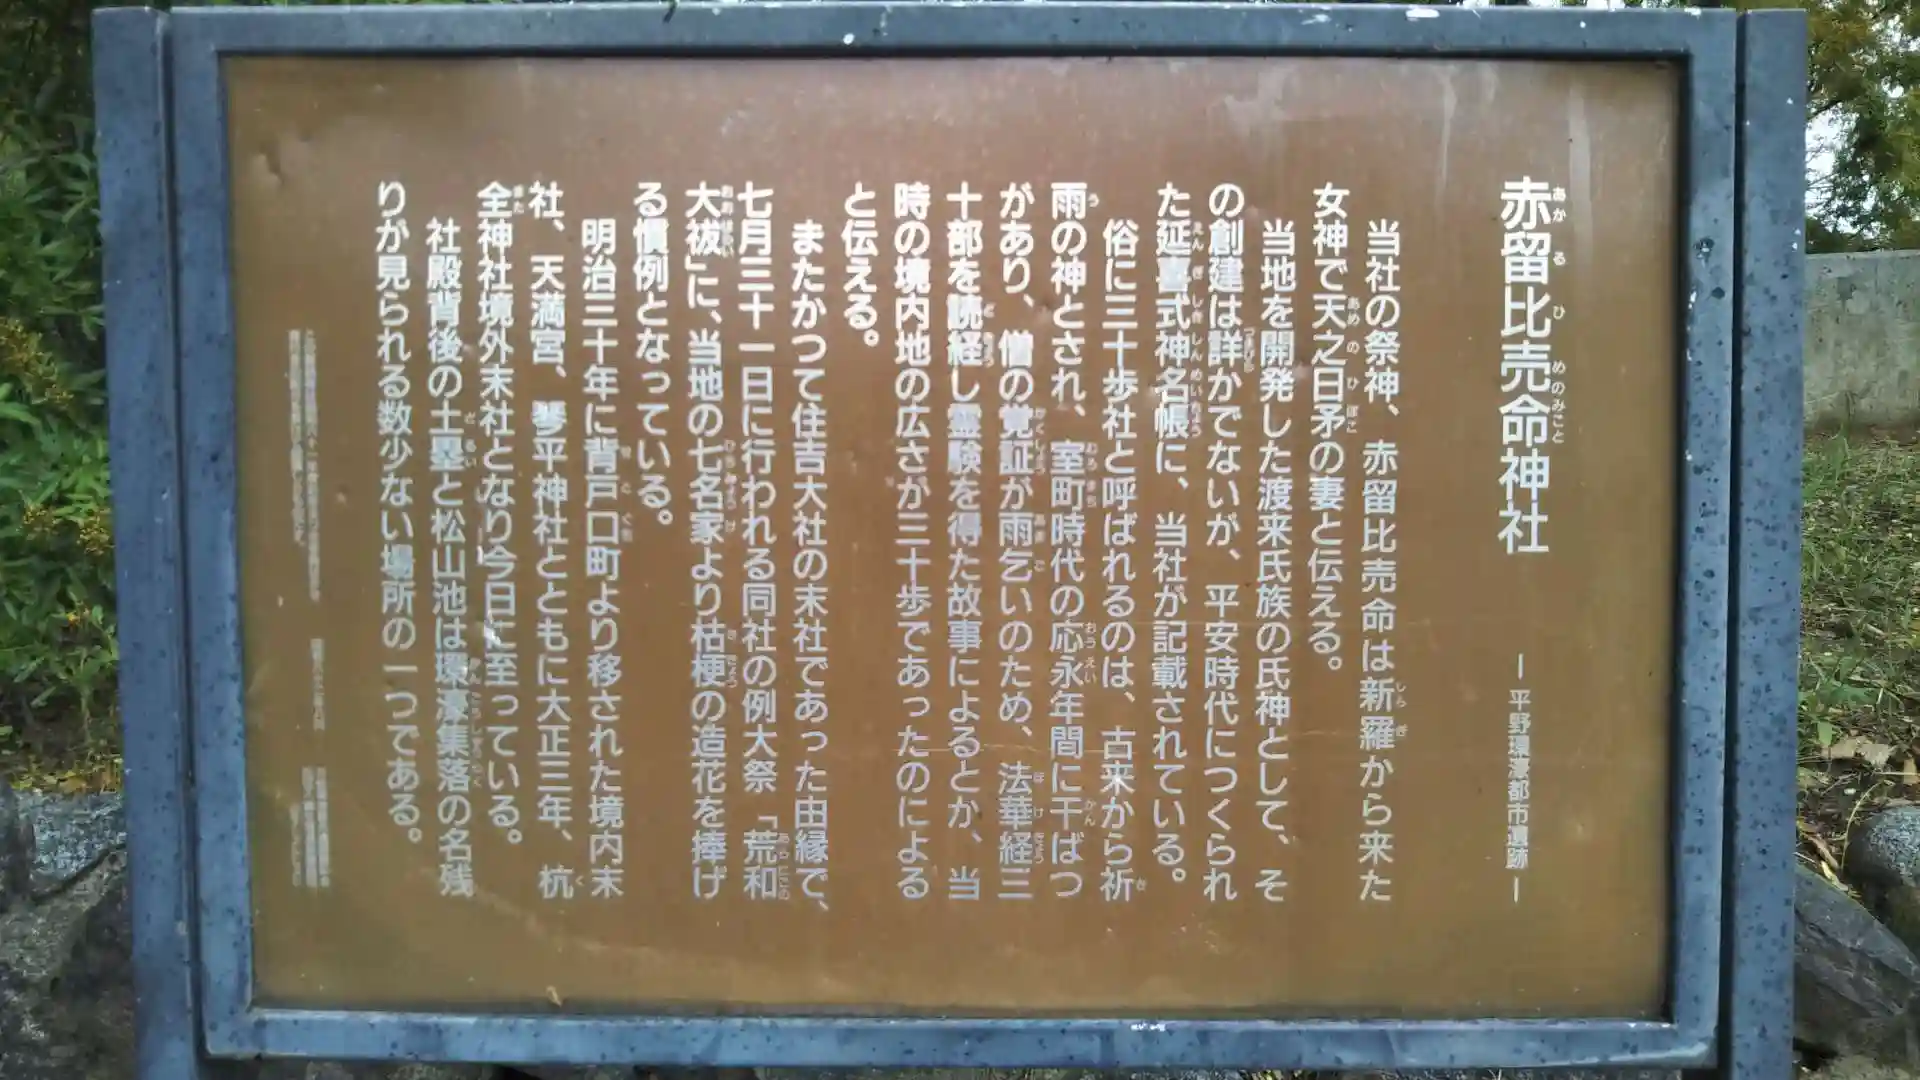 赤留比売命神社
― 平野環濠都市遺跡 ―
当社の祭神、赤留比売命は新羅から来た
女神で天之日矛の妻と伝える。
当地を開発した渡来氏族の氏神として、そ
の創建は詳かでないが、平安時代につくられ
た延喜式神名帳に、当社が記載されている。
俗に三十歩社と呼ばれるのは、古来から祈
雨の神とされ、室町時代の応永年間に干ばつ
があり、僧の覚証が雨乞いのため、法華経三
十部を読経し霊験を得た故事によるとか、当
時の境内地の広さが三十歩であったのによる
と伝える。
またかつて住吉大社の末社であった由縁で、
七月三十一日に行われる同社の例大祭「荒和
大祓」に、当地の七名家より枯梗の造花を捧げ
る慣例となっている。
明治三十年に背戸口町より移された境内末
社、天満宮、琴平神社とともに大正三年、杭
全神社境外末社となり今日に至っている。
社殿背後の土塁と松山池は環濠集落の名残
りが見られる数少ない場所の一つである。